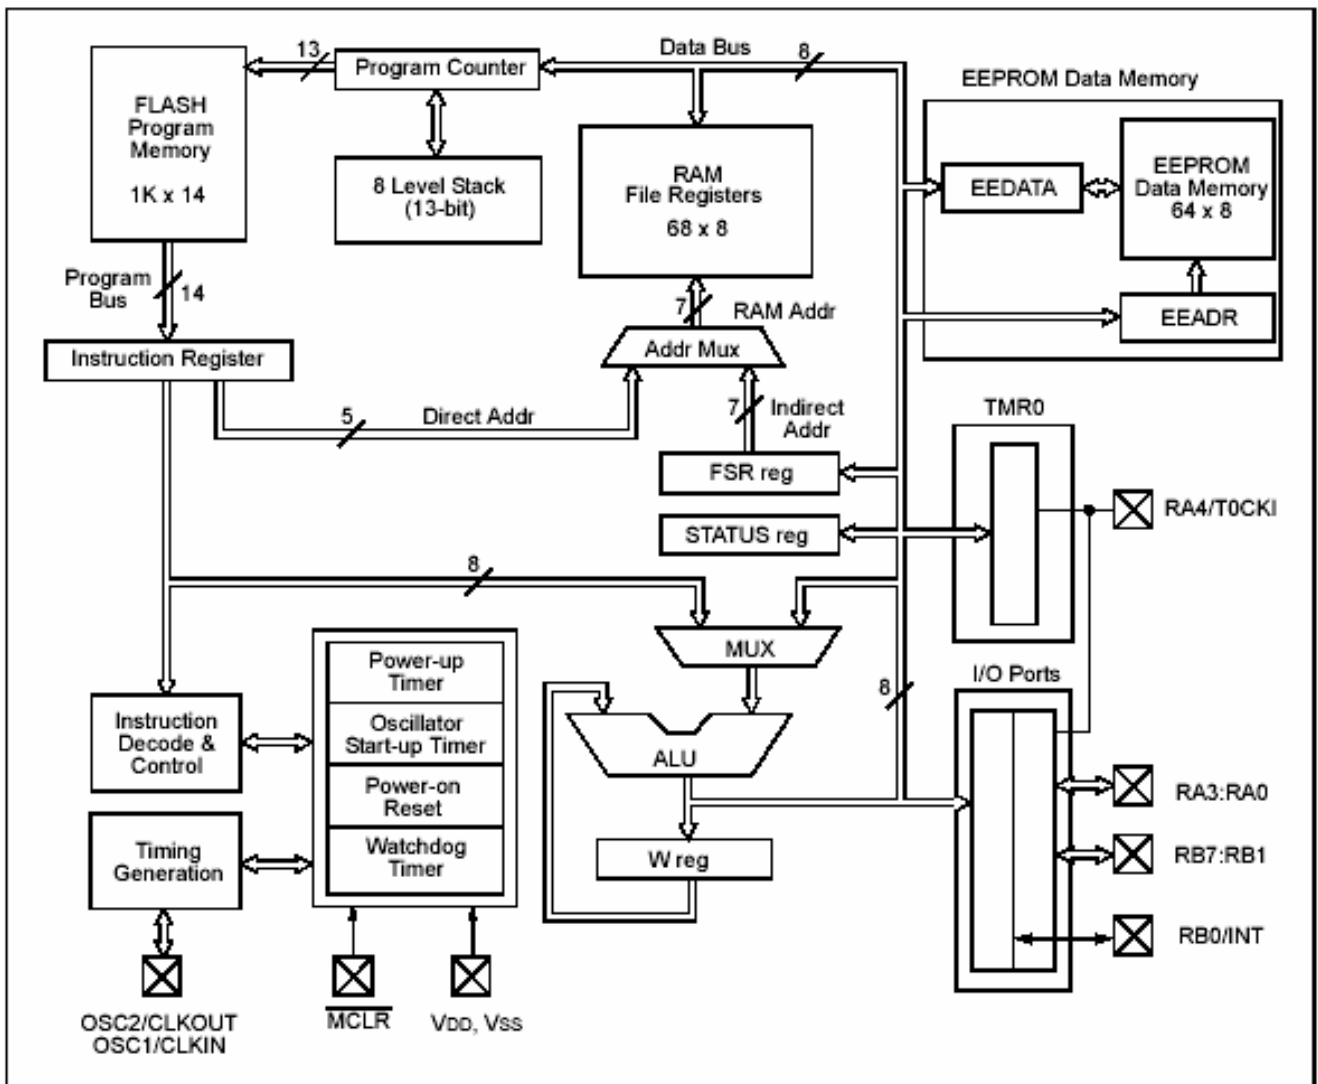 13
Program Counter
Data Bus
8
EEPROM Data Memory
FLASH
Program
Memory
1K x 14
8 Level Stack
(13-bit)
RAM
File Registers
68 x 8
EEDATA
EEPROM
Data Memory
64 x 8
EEADR
Program
Bus
14
7
RAM Addr
Instruction Register
Addr Mux
5
Direct Addr
7
Indirect
Addr
TMR0
FSR reg
STATUS reg
RA4/T0CKI
8
MUX
Power-up
Timer
Oscillator
Start-up Timer
Power-on
Reset
Watchdog
Timer
Instruction
Decode &
Control
Timing
Generation
ALU
W reg
8
I/O Ports
RA3:RA0
RB7:RB1
RB0/INT
OSC2/CLKOUT
OSC1/CLKIN
MCLR
VDD, VSS